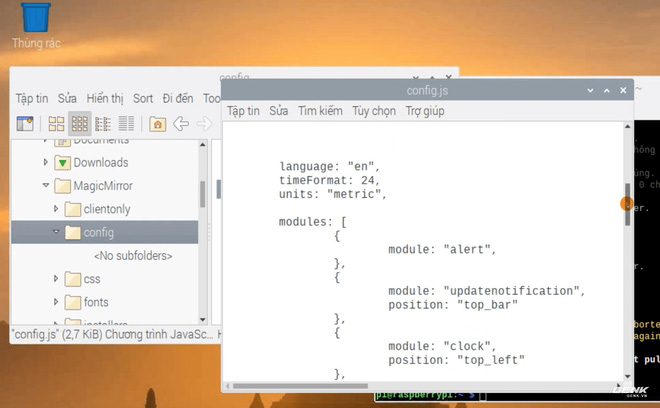 Thùng rác
config
Tập tin Sửa Hiển thị Sort Đi đến Too
Documents
Downloads
MagicMirror
clientonly
config
<No subfolders>
css
fonts
installers
"config.js" (2,7 KiB) Chương trình JavaSc...
config.js
Tập tin Sửa Tìm kiếm Tùy chọn Trợ giúp
language: "en",
timeFormat: 24,
units: "metric",
modules: [
{
module: "alert",
},
{
module: "updatenotification",
position: "top_bar"
},
{
module: "clock",
position: "top_left"
},
~
hông
ùng.
0 ch
er.
r.
borte
again
t pul
pi@raspberrypi:~ $
GENK
GENK.VN